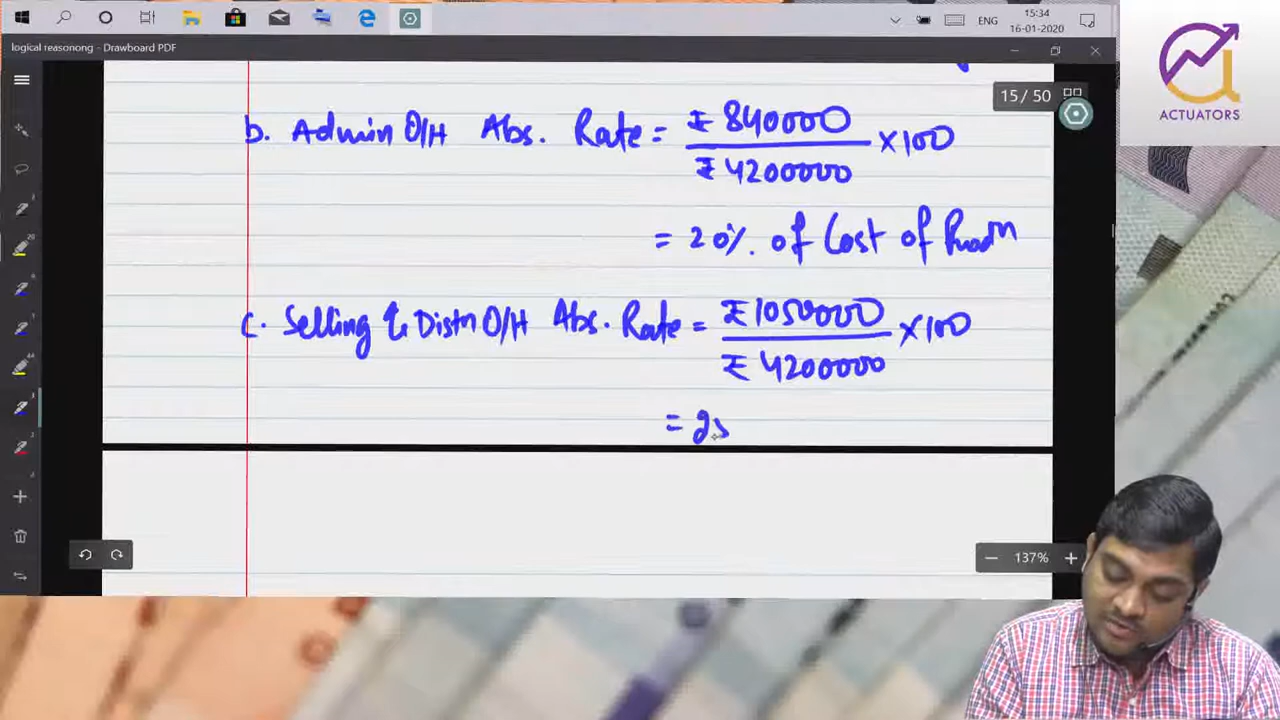 15:34
ENG
16-01-2020
logical reasonong - Drawboard PDF
15 / 50
ACTUATORS
b. Admin O/H Abs. Rate = ₹ 840000 / ₹ 4200000 × 100
= 20%. of Cost of Prodn
c. Selling & Distn O/H Abs. Rate = ₹ 1050000 / ₹ 4200000 × 100
= 25
137%